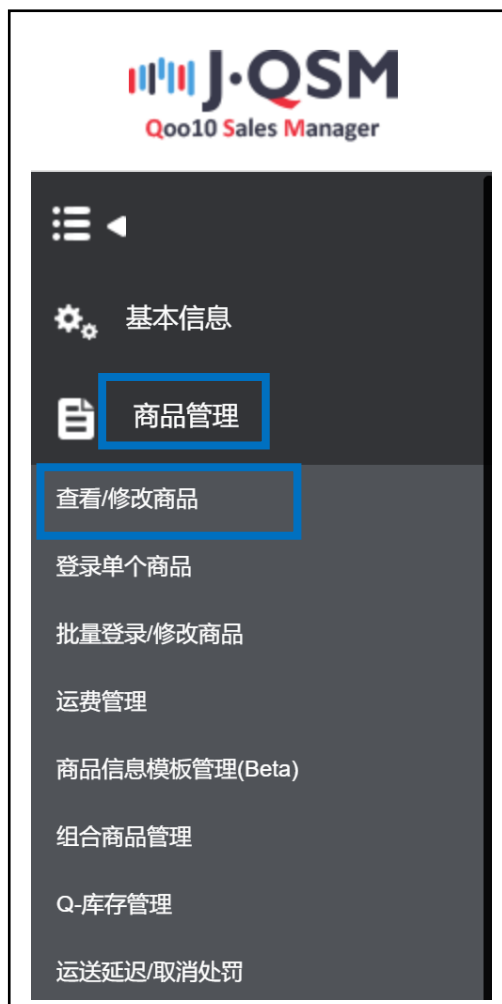 J·QSM
Qoo10 Sales Manager
基本信息
商品管理
查看/修改商品
登录单个商品
批量登录/修改商品
运费管理
商品信息模板管理(Beta)
组合商品管理
Q-库存管理
运送延迟/取消处罚